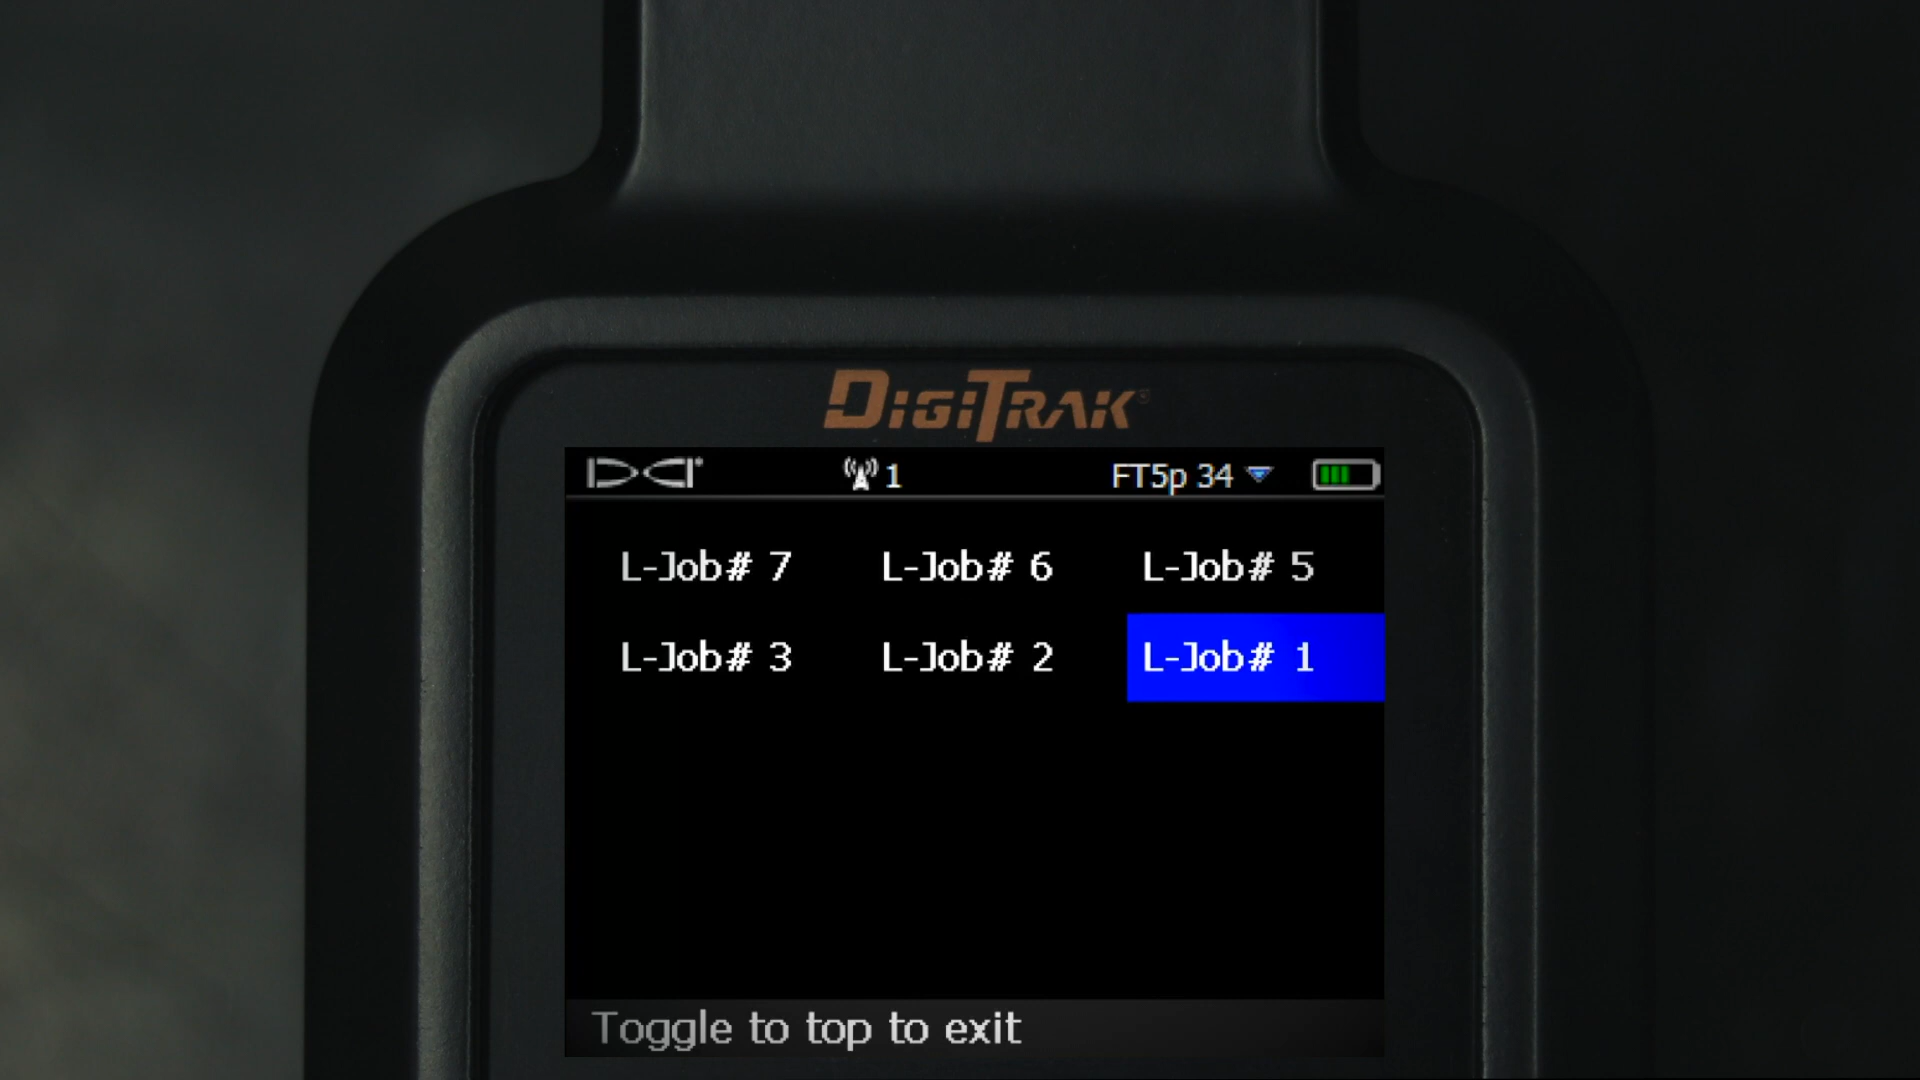 DIGITRAK®
DCI® 1 FT5p 34
L-Job# 7 L-Job# 6 L-Job# 5
L-Job# 3 L-Job# 2 L-Job# 1
Toggle to top to exit